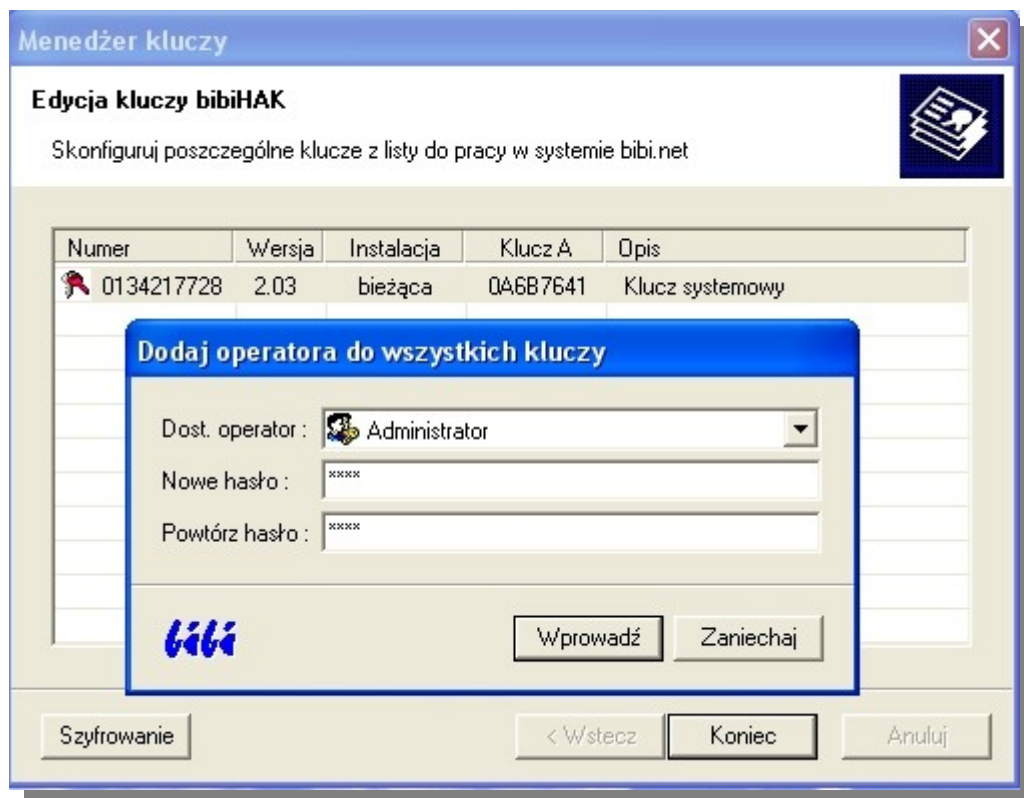 Menedżer kluczy
Edycja kluczy bibiHAK
Skonfiguruj poszczególne klucze z listy do pracy w systemie bibi.net
Numer Wersja Instalacja Klucz A Opis
0134217728 2.03 bieżąca 0A6B7641 Klucz systemowy
Dodaj operatora do wszystkich kluczy
Dost. operator : Administrator
Nowe hasło : ****
Powtórz hasło : ****
bibi Wprowadź Zaniechaj
Szyfrowanie < Wstecz Koniec Anuluj